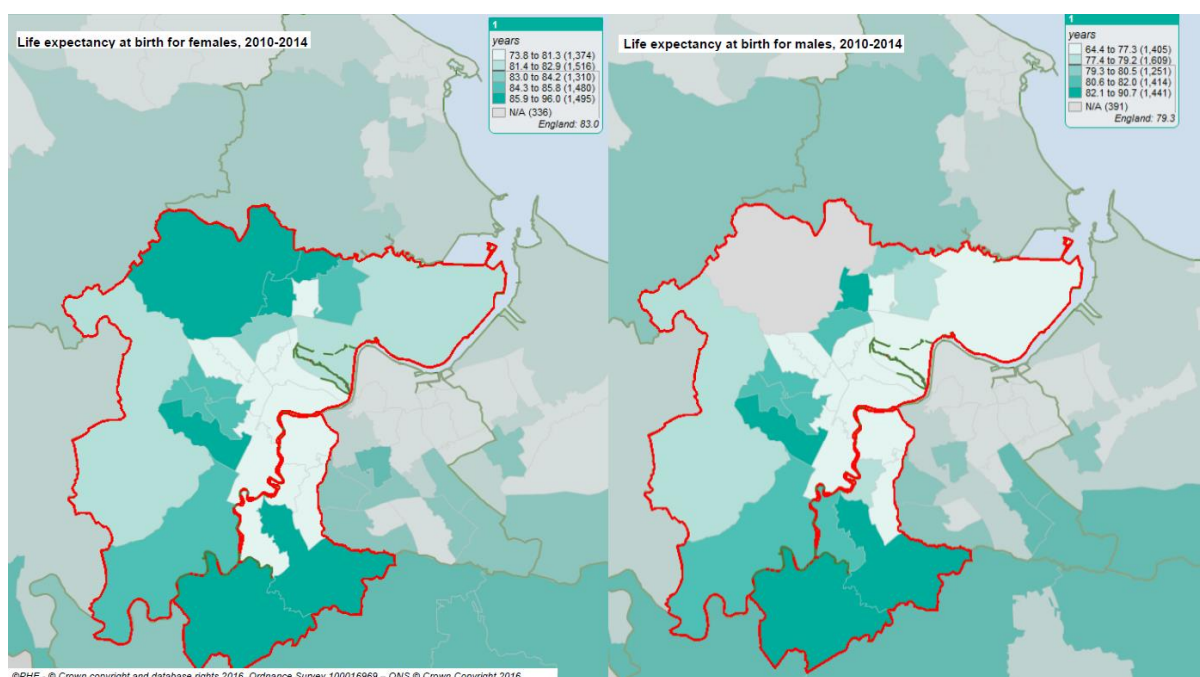 Life expectancy at birth for females, 2010-2014
1
years
73.8 to 81.3 (1,374)
81.4 to 82.9 (1,516)
83.0 to 84.2 (1,310)
84.3 to 85.8 (1,480)
85.9 to 96.0 (1,495)
N/A (336)
England: 83.0
Life expectancy at birth for males, 2010-2014
1
years
64.4 to 77.3 (1,405)
77.4 to 79.2 (1,609)
79.3 to 80.5 (1,251)
80.6 to 82.0 (1,414)
82.1 to 90.7 (1,441)
N/A (391)
England: 79.3
©PHE - © Crown copyright and database rights 2016, Ordnance Survey 100016969 – ONS © Crown Copyright 2016